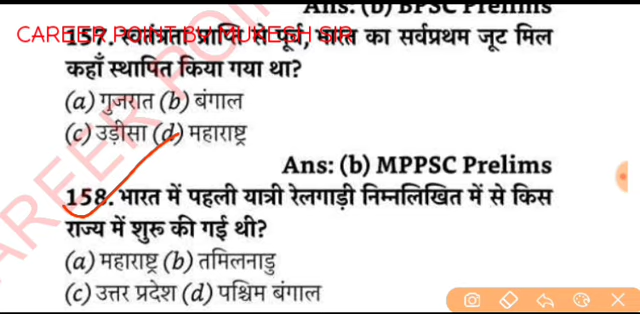 Ans: (b) BPSC Prelims
CAREER POINT BY MUKESH SIR
157. स्वतंत्रता प्राप्ति से पूर्व, भारत का सर्वप्रथम जूट मिल
कहाँ स्थापित किया गया था?
(a) गुजरात (b) बंगाल
(c) उड़ीसा (d) महाराष्ट्र
Ans: (b) MPPSC Prelims
158. भारत में पहली यात्री रेलगाड़ी निम्नलिखित में से किस
राज्य में शुरू की गई थी?
(a) महाराष्ट्र (b) तमिलनाडु
(c) उत्तर प्रदेश (d) पश्चिम बंगाल